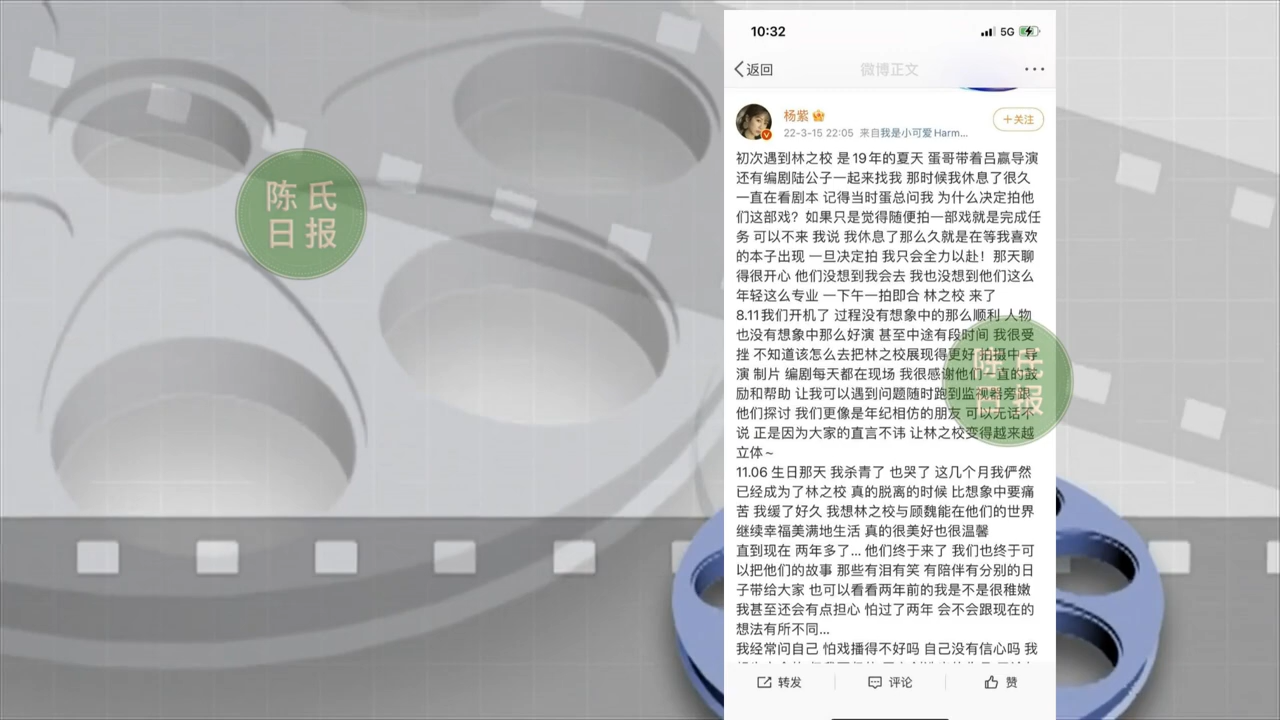 陈氏
日报
10:32
5G
返回
微博正文
杨紫
22-3-15 22:05 来自我是小可爱Harm...
+关注
初次遇到林之校 是19年的夏天 蛋哥带着吕赢导演
还有编剧陆公子一起来找我 那时候我休息了很久
一直在看剧本 记得当时蛋总问我 为什么决定拍他
们这部戏？如果只是觉得随便拍一部戏就是完成任
务 可以不来 我说 我休息了那么久就是在等我喜欢
的本子出现 一旦决定拍 我只会全力以赴！那天聊
得很开心 他们没想到我会去 我也没想到他们这么
年轻这么专业 一下午一拍即合 林之校 来了
8.11我们开机了 过程没有想象中的那么顺利 人物
也没有想象中那么好演 甚至中途有段时间 我很受
挫 不知道该怎么去把林之校展现得更好 拍摄中 导
演 制片 编剧每天都在现场 我很感谢他们一直的鼓
励和帮助 让我可以遇到问题随时跑到监视器旁跟
他们探讨 我们更像是年纪相仿的朋友 可以无话不
说 正是因为大家的直言不讳 让林之校变得越来越
立体~
11.06 生日那天 我杀青了 也哭了 这几个月我俨然
已经成为了林之校 真的脱离的时候 比想象中要痛
苦 我缓了好久 我想林之校与顾魏能在他们的世界
继续幸福美满地生活 真的很美好也很温馨
直到现在 两年多了... 他们终于来了 我们也终于可
以把他们的故事 那些有泪有笑 有陪伴有分别的日
子带给大家 也可以看看两年前的我是不是很稚嫩
我甚至还会有点担心 怕过了两年 会不会跟现在的
想法有所不同...
我经常问自己 怕戏播得不好吗 自己没有信心吗 我
转发
评论
赞
陈氏
日报